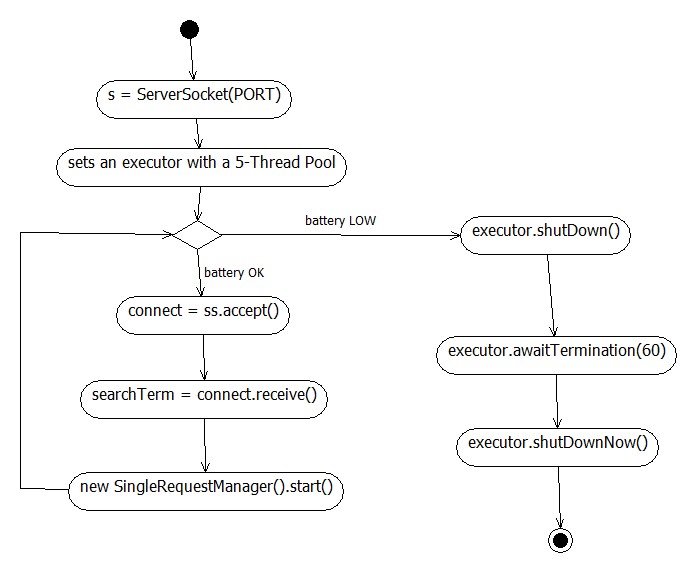 s = ServerSocket(PORT)
sets an executor with a 5-Thread Pool
battery LOW
executor.shutDown()
battery OK
connect = ss.accept()
executor.awaitTermination(60)
searchTerm = connect.receive()
executor.shutDownNow()
new SingleRequestManager().start()